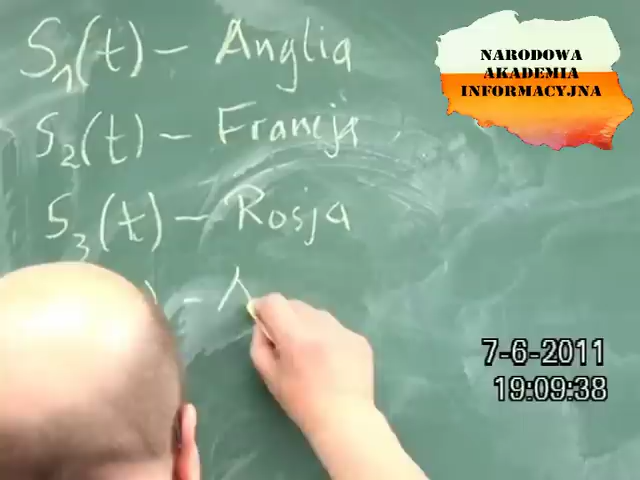 S₁(t) – Anglia
S₂(t) – Francja
S₃(t) – Rosja
) – A
NARODOWA
AKADEMIA
INFORMACYJNA
7-6-2011
19:09:38